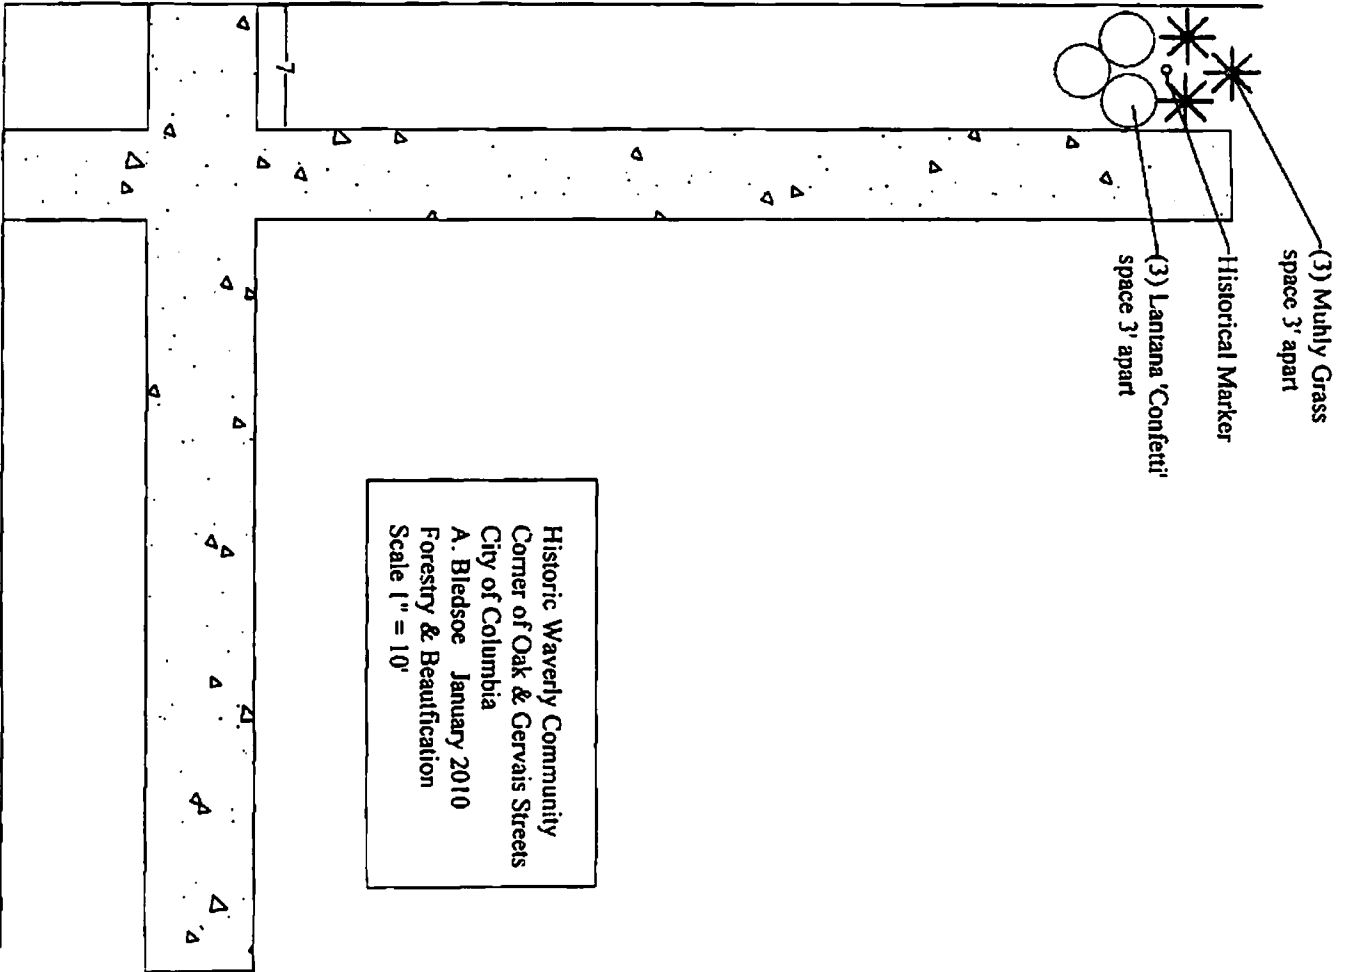 (3) Muhly Grass
space 3' apart
Historical Marker
(3) Lantana 'Confetti'
space 3' apart
7
Historic Waverly Community
Corner of Oak & Gervais Streets
City of Columbia
A. Bledsoe January 2010
Forestry & Beautfication
Scale 1" = 10'